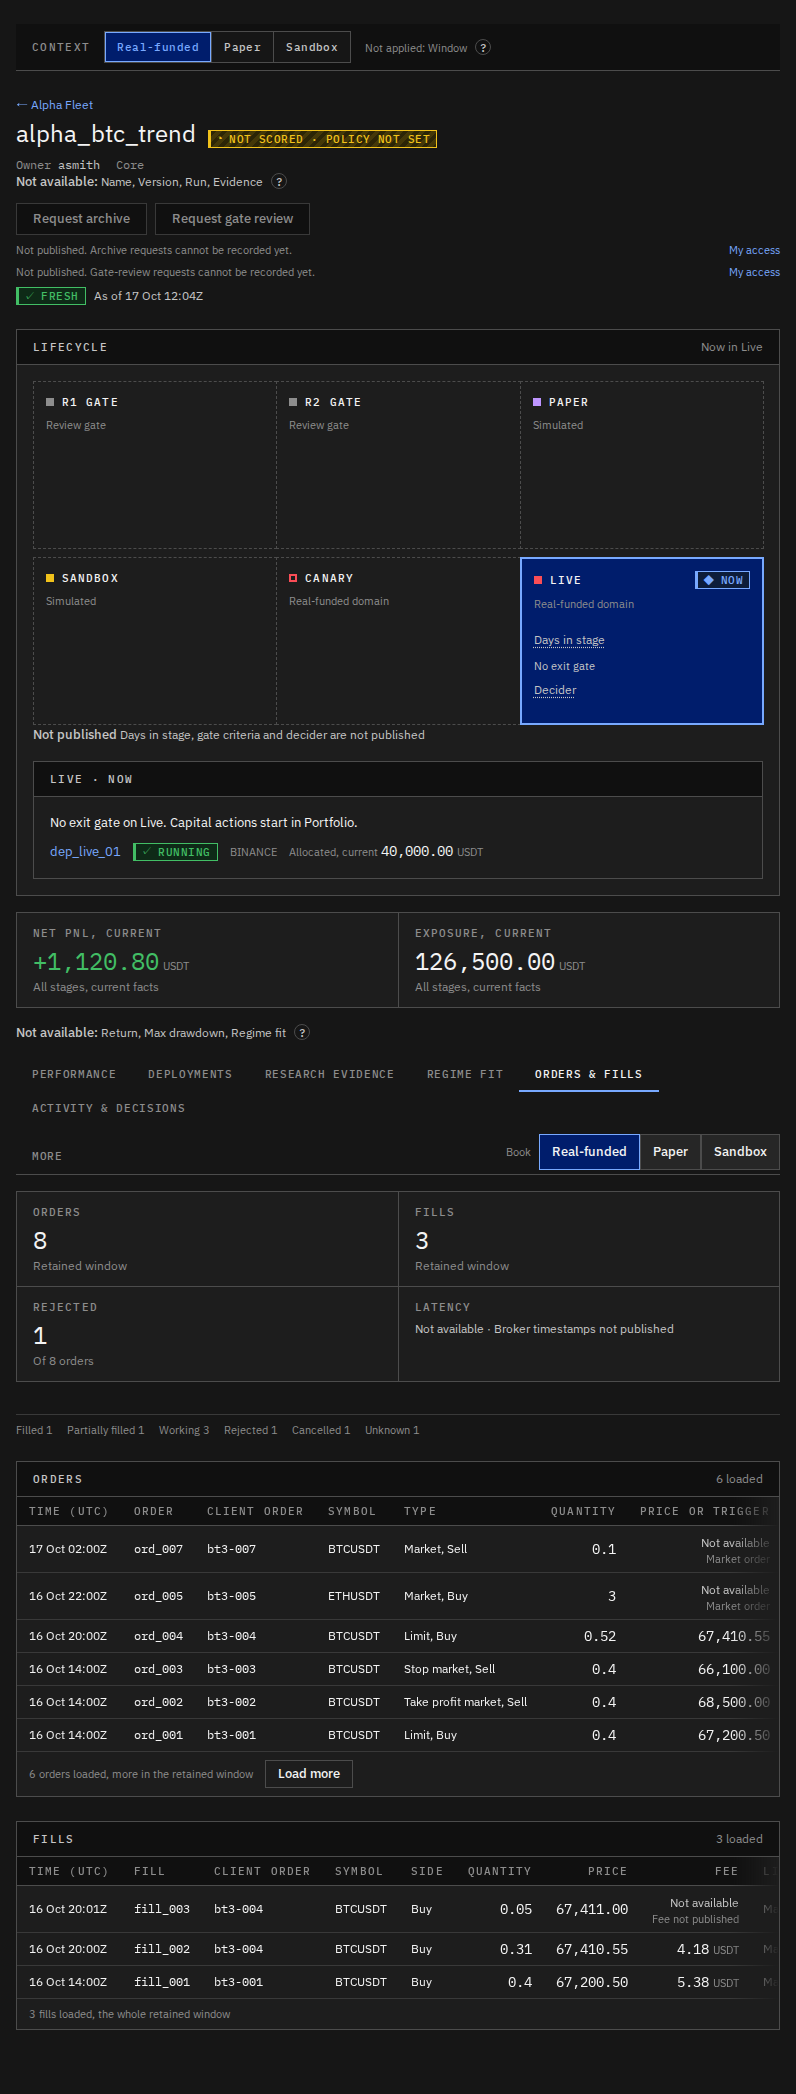 CONTEXT Real-funded Paper Sandbox Not applied: Window ?
← Alpha Fleet
alpha_btc_trend NOT SCORED · POLICY NOT SET
Owner asmith Core
Not available: Name, Version, Run, Evidence ?
Request archive Request gate review
Not published. Archive requests cannot be recorded yet. My access
Not published. Gate-review requests cannot be recorded yet. My access
✓ FRESH As of 17 Oct 12:04Z
LIFECYCLE Now in Live
R1 GATE R2 GATE PAPER
Review gate Review gate Simulated
SANDBOX CANARY LIVE ◆ NOW
Simulated Real-funded domain Real-funded domain
Days in stage
No exit gate
Decider
Not published Days in stage, gate criteria and decider are not published
LIVE · NOW
No exit gate on Live. Capital actions start in Portfolio.
dep_live_01 ✓ RUNNING BINANCE Allocated, current 40,000.00 USDT
NET PNL, CURRENT EXPOSURE, CURRENT
+1,120.80 USDT 126,500.00 USDT
All stages, current facts All stages, current facts
Not available: Return, Max drawdown, Regime fit ?
PERFORMANCE DEPLOYMENTS RESEARCH EVIDENCE REGIME FIT ORDERS & FILLS
ACTIVITY & DECISIONS
MORE Book Real-funded Paper Sandbox
ORDERS FILLS
8 3
Retained window Retained window
REJECTED LATENCY
1 Not available · Broker timestamps not published
Of 8 orders
Filled 1 Partially filled 1 Working 3 Rejected 1 Cancelled 1 Unknown 1
ORDERS 6 loaded
TIME (UTC) ORDER CLIENT ORDER SYMBOL TYPE QUANTITY PRICE OR TRIGGER
17 Oct 02:00Z ord_007 bt3-007 BTCUSDT Market, Sell 0.1 Not available
Market order
16 Oct 22:00Z ord_005 bt3-005 ETHUSDT Market, Buy 3 Not available
Market order
16 Oct 20:00Z ord_004 bt3-004 BTCUSDT Limit, Buy 0.52 67,410.55
16 Oct 14:00Z ord_003 bt3-003 BTCUSDT Stop market, Sell 0.4 66,100.00
16 Oct 14:00Z ord_002 bt3-002 BTCUSDT Take profit market, Sell 0.4 68,500.00
16 Oct 14:00Z ord_001 bt3-001 BTCUSDT Limit, Buy 0.4 67,200.50
6 orders loaded, more in the retained window Load more
FILLS 3 loaded
TIME (UTC) FILL CLIENT ORDER SYMBOL SIDE QUANTITY PRICE FEE
16 Oct 20:01Z fill_003 bt3-004 BTCUSDT Buy 0.05 67,411.00 Not available
Fee not published
16 Oct 20:00Z fill_002 bt3-004 BTCUSDT Buy 0.31 67,410.55 4.18 USDT
16 Oct 14:00Z fill_001 bt3-001 BTCUSDT Buy 0.4 67,200.50 5.38 USDT
3 fills loaded, the whole retained window